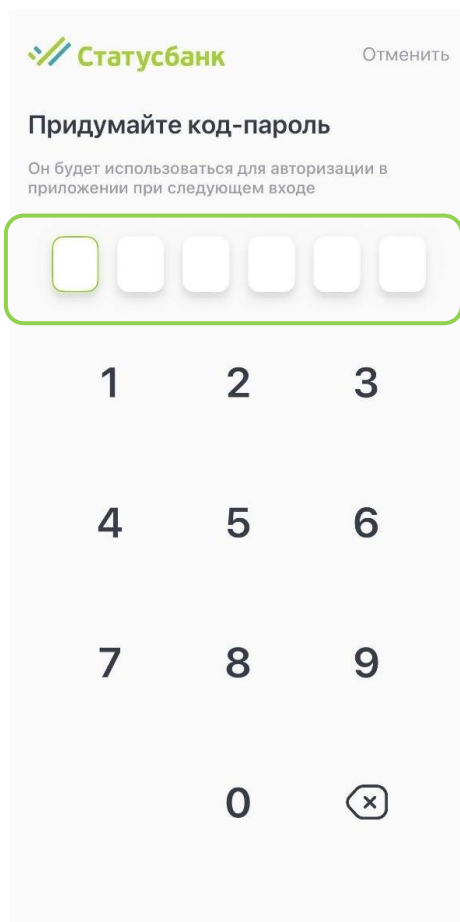 Статусбанк Отменить
Придумайте код-пароль
Он будет использоваться для авторизации в
приложении при следующем входе
1 2 3
4 5 6
7 8 9
0